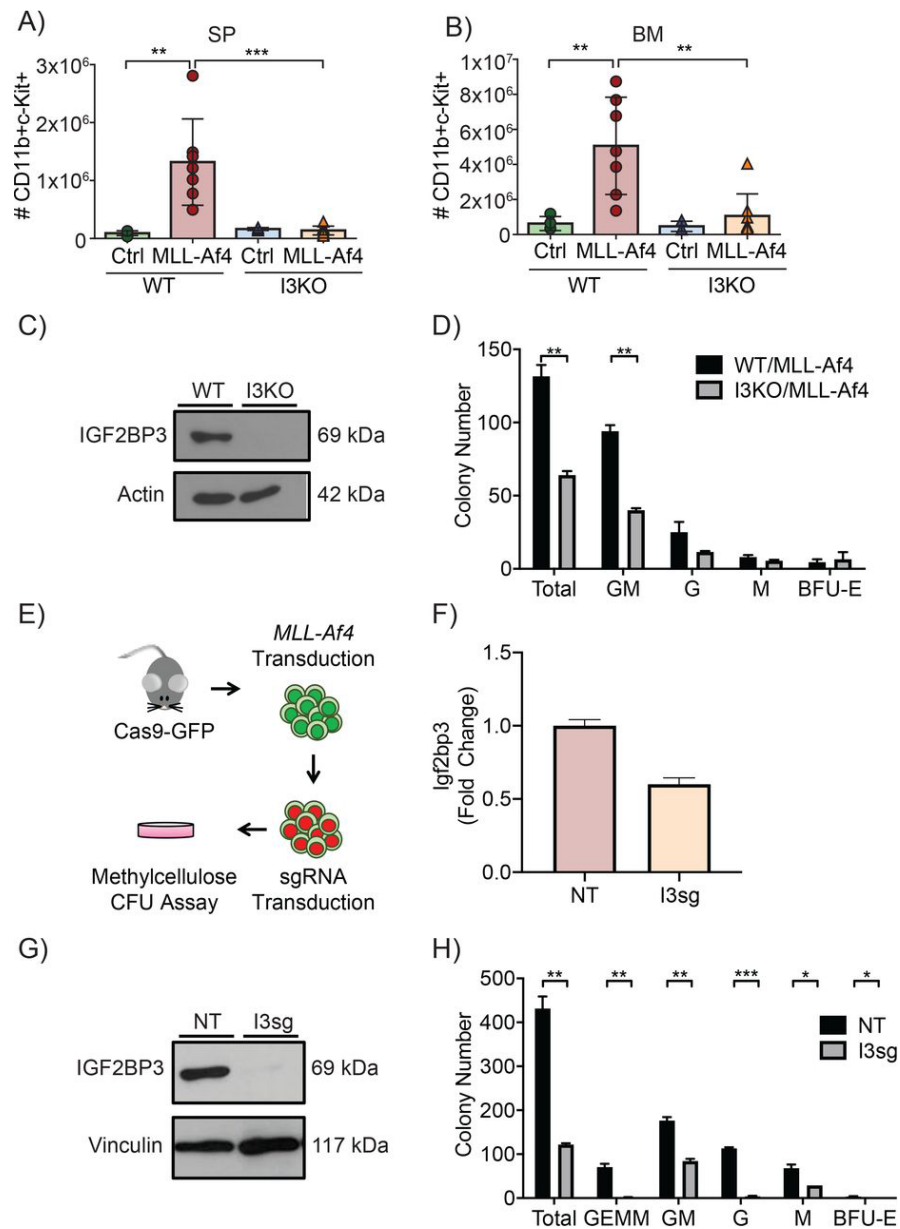 A)
SP
**
***
3x10⁶
2x10⁶
1x10⁶
0
# CD11b+c-Kit+
Ctrl MLL-Af4 Ctrl MLL-Af4
WT I3KO
B)
BM
**
**
1x10⁷
8x10⁶
6x10⁶
4x10⁶
2x10⁶
0
# CD11b+c-Kit+
Ctrl MLL-Af4 Ctrl MLL-Af4
WT I3KO
C)
WT I3KO
IGF2BP3 69 kDa
Actin 42 kDa
D)
150
100
50
0
Colony Number
** **
WT/MLL-Af4
I3KO/MLL-Af4
Total GM G M BFU-E
E)
MLL-Af4
Transduction
Cas9-GFP
Methylcellulose
CFU Assay
sgRNA
Transduction
F)
1.5
1.0
0.5
0.0
Igf2bp3
(Fold Change)
NT I3sg
G)
NT I3sg
IGF2BP3 69 kDa
Vinculin 117 kDa
H)
500
400
300
200
100
0
Colony Number
** ** ** *** * *
NT
I3sg
Total GEMM GM G M BFU-E